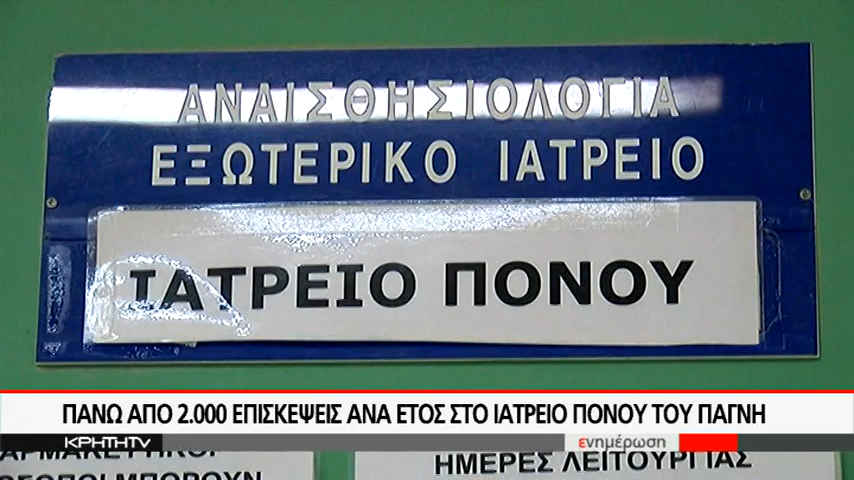 ΑΝΑΙΣΘΗΣΙΟΛΟΓΙΑ
ΕΞΩΤΕΡΙΚΟ ΙΑΤΡΕΙΟ
ΙΑΤΡΕΙΟ ΠΟΝΟΥ
ΠΑΝΩ ΑΠΟ 2.000 ΕΠΙΣΚΕΨΕΙΣ ΑΝΑ ΕΤΟΣ ΣΤΟ ΙΑΤΡΕΙΟ ΠΟΝΟΥ ΤΟΥ ΠΑΓΝΗ
ΚΡΗΤΗTV
ενημέρωση
ΗΜΕΡΕΣ ΛΕΙΤΟΥΡΓΙΑΣ